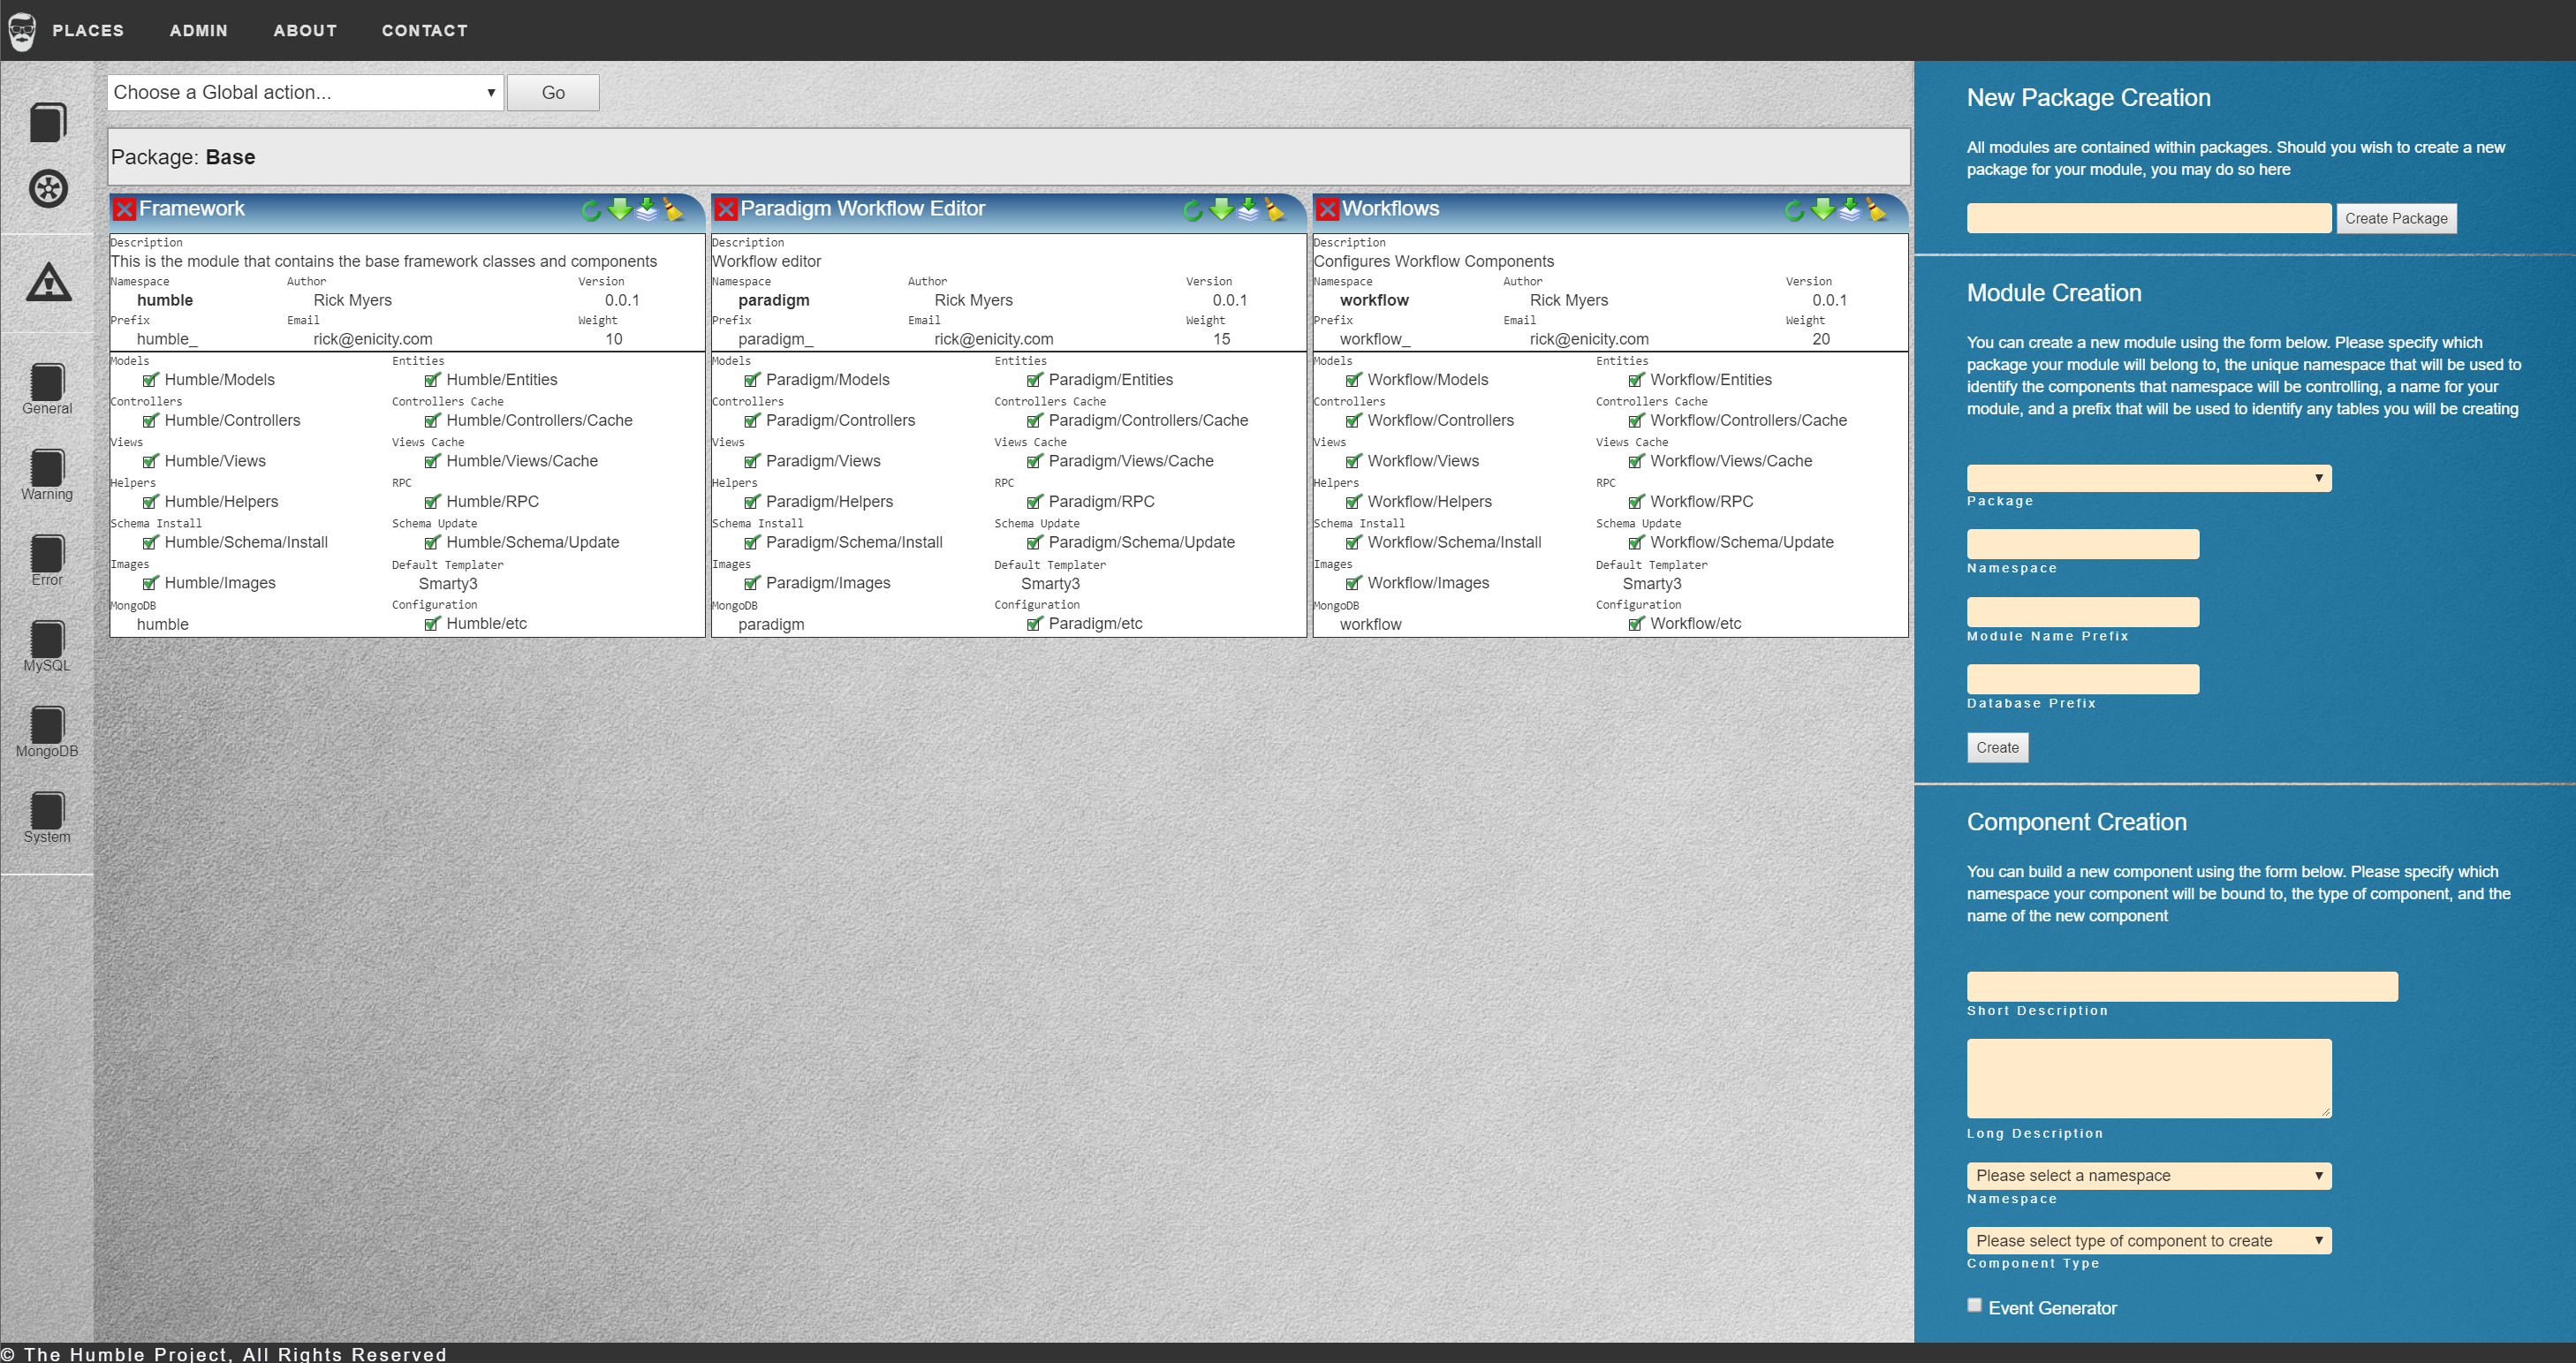 PLACES ADMIN ABOUT CONTACT
Choose a Global action... Go
Package: Base
Framework
Description
This is the module that contains the base framework classes and components
Namespace Author Version
humble Rick Myers 0.0.1
Prefix Email Weight
humble_ rick@enicity.com 10
Models Entities
Humble/Models Humble/Entities
Controllers Controllers Cache
Humble/Controllers Humble/Controllers/Cache
Views Views Cache
Humble/Views Humble/Views/Cache
Helpers RPC
Humble/Helpers Humble/RPC
Schema Install Schema Update
Humble/Schema/Install Humble/Schema/Update
Images Default Templater
Humble/Images Smarty3
MongoDB Configuration
humble Humble/etc
Paradigm Workflow Editor
Description
Workflow editor
Namespace Author Version
paradigm Rick Myers 0.0.1
Prefix Email Weight
paradigm_ rick@enicity.com 15
Models Entities
Paradigm/Models Paradigm/Entities
Controllers Controllers Cache
Paradigm/Controllers Paradigm/Controllers/Cache
Views Views Cache
Paradigm/Views Paradigm/Views/Cache
Helpers RPC
Paradigm/Helpers Paradigm/RPC
Schema Install Schema Update
Paradigm/Schema/Install Paradigm/Schema/Update
Images Default Templater
Paradigm/Images Smarty3
MongoDB Configuration
paradigm Paradigm/etc
Workflows
Description
Configures Workflow Components
Namespace Author Version
workflow Rick Myers 0.0.1
Prefix Email Weight
workflow_ rick@enicity.com 20
Models Entities
Workflow/Models Workflow/Entities
Controllers Controllers Cache
Workflow/Controllers Workflow/Controllers/Cache
Views Views Cache
Workflow/Views Workflow/Views/Cache
Helpers RPC
Workflow/Helpers Workflow/RPC
Schema Install Schema Update
Workflow/Schema/Install Workflow/Schema/Update
Images Default Templater
Workflow/Images Smarty3
MongoDB Configuration
workflow Workflow/etc
General
Warning
Error
MySQL
MongoDB
System
New Package Creation
All modules are contained within packages. Should you wish to create a new
package for your module, you may do so here
Create Package
Module Creation
You can create a new module using the form below. Please specify which
package your module will belong to, the unique namespace that will be used to
identify the components that namespace will be controlling, a name for your
module, and a prefix that will be used to identify any tables you will be creating
Package
Namespace
Module Name Prefix
Database Prefix
Create
Component Creation
You can build a new component using the form below. Please specify which
namespace your component will be bound to, the type of component, and the
name of the new component
Short Description
Long Description
Please select a namespace
Namespace
Please select type of component to create
Component Type
Event Generator
© The Humble Project, All Rights Reserved